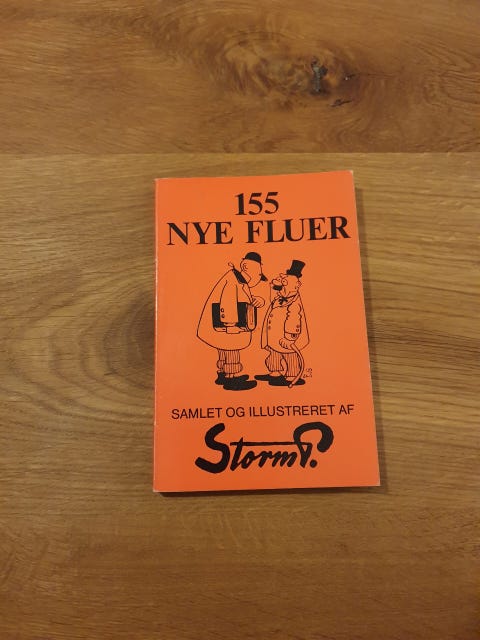 155
NYE FLUER
SAMLET OG ILLUSTRERET AF
Storm P.